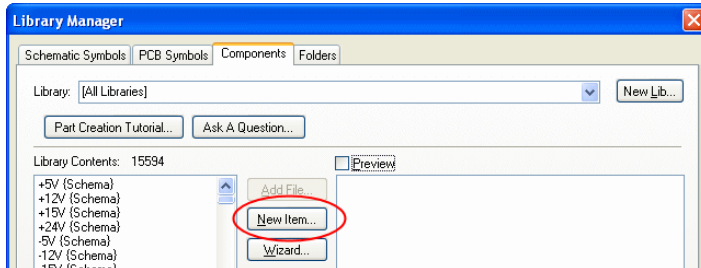 Library Manager
Schematic Symbols PCB Symbols Components Folders
Library: [All Libraries] New Lib...
Part Creation Tutorial... Ask A Question...
Library Contents: 15594 Preview
+5V {Schema}
+12V {Schema} Add File...
+15V {Schema}
+24V {Schema} New Item...
-5V {Schema}
-12V {Schema} Wizard...
-15V {Schema}